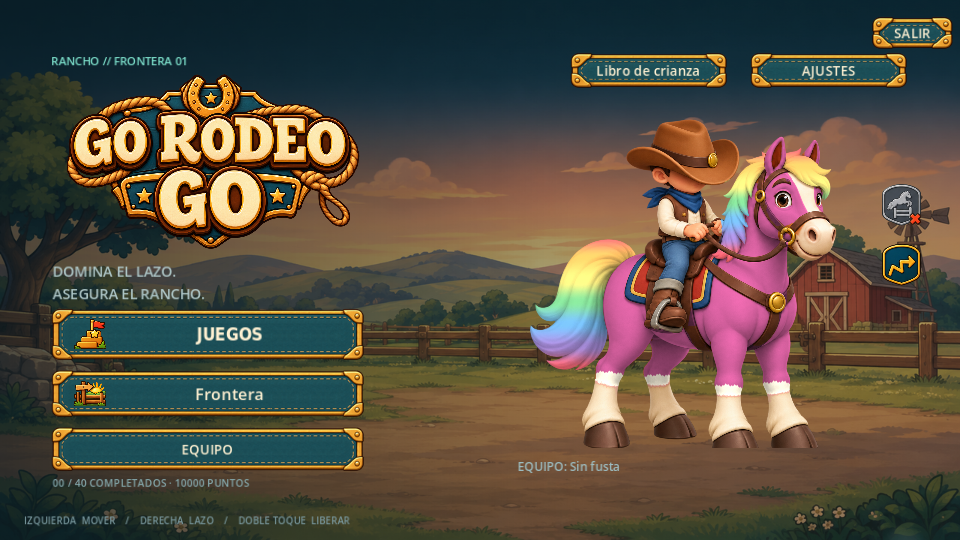 SALIR
RANCHO // FRONTERA 01
Libro de crianza
AJUSTES
GO RODEO
GO
DOMINA EL LAZO.
ASEGURA EL RANCHO.
JUEGOS
Frontera
EQUIPO
EQUIPO: Sin fusta
00 / 40 COMPLETADOS · 10000 PUNTOS
IZQUIERDA MOVER / DERECHA LAZO / DOBLE TOQUE LIBERAR